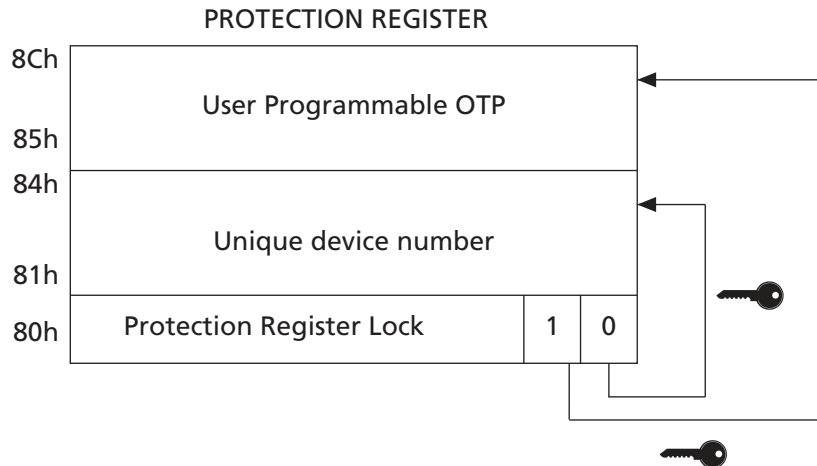 PROTECTION REGISTER
8Ch
User Programmable OTP
85h
84h
Unique device number
81h
80h Protection Register Lock 1 0